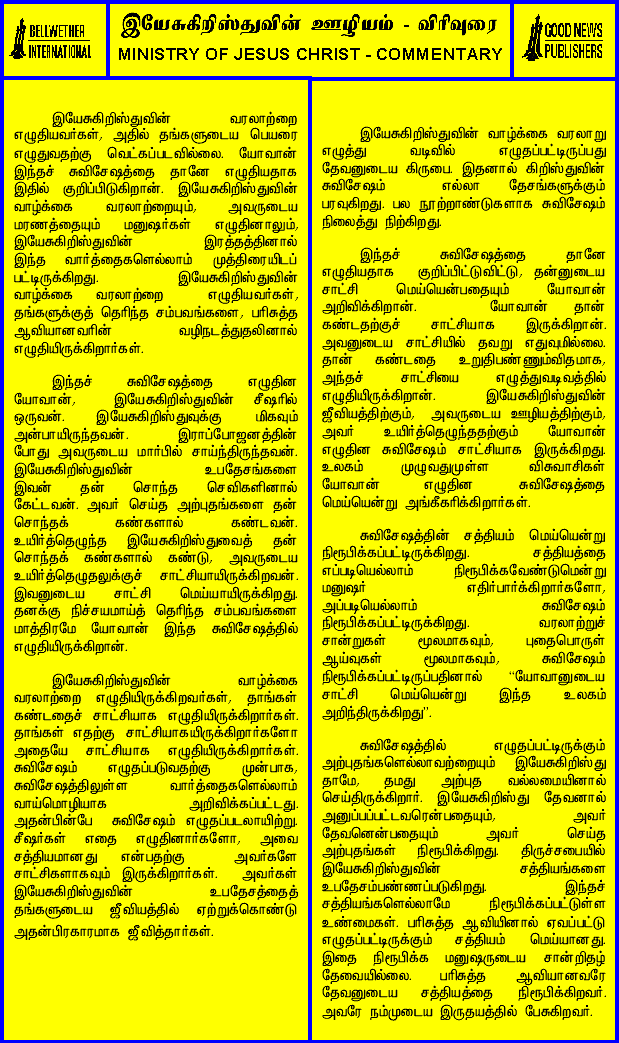 BELLWETHER
INTERNATIONAL
இயேசுகிறிஸ்துவின் ஊழியம் - விரிவுரை
MINISTRY OF JESUS CHRIST - COMMENTARY
GOOD NEWS
PUBLISHERS
இயேசுகிறிஸ்துவின் வரலாற்றை
எழுதியவர்கள், அதில் தங்களுடைய பெயரை
எழுதுவதற்கு வெட்கப்படவில்லை. யோவான்
இந்தச் சுவிசேஷத்தை தானே எழுதியதாக
இதில் குறிப்பிடுகிறான். இயேசுகிறிஸ்துவின்
வாழ்க்கை வரலாற்றையும், அவருடைய
மரணத்தையும் மனுஷர்கள் எழுதினாலும்,
இயேசுகிறிஸ்துவின் இரத்தத்தினால்
இந்த வார்த்தைகளெல்லாம் முத்திரையிடப்
பட்டிருக்கிறது. இயேசுகிறிஸ்துவின்
வாழ்க்கை வரலாற்றை எழுதியவர்கள்,
தங்களுக்குத் தெரிந்த சம்பவங்களை, பரிசுத்த
ஆவியானவரின் வழிநடத்துதலினால்
எழுதியிருக்கிறார்கள்.
இந்தச் சுவிசேஷத்தை எழுதின
யோவான், இயேசுகிறிஸ்துவின் சீஷரில்
ஒருவன். இயேசுகிறிஸ்துவுக்கு மிகவும்
அன்பாயிருந்தவன். இராப்போஜனத்தின்
போது அவருடைய மார்பில் சாய்ந்திருந்தவன்.
இயேசுகிறிஸ்துவின் உபதேசங்களை
இவன் தன் சொந்த செவிகளினால்
கேட்டவன். அவர் செய்த அற்புதங்களை தன்
சொந்தக் கண்களால் கண்டவன்.
உயிர்த்தெழுந்த இயேசுகிறிஸ்துவைத் தன்
சொந்தக் கண்களால் கண்டு, அவருடைய
உயிர்த்தெழுதலுக்குச் சாட்சியாயிருக்கிறவன்.
இவனுடைய சாட்சி மெய்யாயிருக்கிறது.
தனக்கு நிச்சயமாய்த் தெரிந்த சம்பவங்களை
மாத்திரமே யோவான் இந்த சுவிசேஷத்தில்
எழுதியிருக்கிறான்.
இயேசுகிறிஸ்துவின் வாழ்க்கை
வரலாற்றை எழுதியிருக்கிறவர்கள், தாங்கள்
கண்டதைச் சாட்சியாக எழுதியிருக்கிறார்கள்.
தாங்கள் எதற்கு சாட்சியாகயிருக்கிறார்களோ
அதையே சாட்சியாக எழுதியிருக்கிறார்கள்.
சுவிசேஷம் எழுதப்படுவதற்கு முன்பாக,
சுவிசேஷத்திலுள்ள வார்த்தைகளெல்லாம்
வாய்மொழியாக அறிவிக்கப்பட்டது.
அதன்பின்பே சுவிசேஷம் எழுதப்படலாயிற்று.
சீஷர்கள் எதை எழுதினார்களோ, அவை
சத்தியமானது என்பதற்கு அவர்களே
சாட்சிகளாகவும் இருக்கிறார்கள். அவர்கள்
இயேசுகிறிஸ்துவின் உபதேசத்தைத்
தங்களுடைய ஜீவியத்தில் ஏற்றுக்கொண்டு
அதன்பிரகாரமாக ஜீவித்தார்கள்.
இயேசுகிறிஸ்துவின் வாழ்க்கை வரலாறு
எழுத்து வடிவில் எழுதப்பட்டிருப்பது
தேவனுடைய கிருபை. இதனால் கிறிஸ்துவின்
சுவிசேஷம் எல்லா தேசங்களுக்கும்
பரவுகிறது. பல நூற்றாண்டுகளாக சுவிசேஷம்
நிலைத்து நிற்கிறது.
இந்தச் சுவிசேஷத்தை தானே
எழுதியதாக குறிப்பிட்டுவிட்டு, தன்னுடைய
சாட்சி மெய்யென்பதையும் யோவான்
அறிவிக்கிறான். யோவான் தான்
கண்டதற்குச் சாட்சியாக இருக்கிறான்.
அவனுடைய சாட்சியில் தவறு எதுவுமில்லை.
தான் கண்டதை உறுதிபண்ணும்விதமாக,
அந்தச் சாட்சியை எழுத்துவடிவத்தில்
எழுதியிருக்கிறான். இயேசுகிறிஸ்துவின்
ஜீவியத்திற்கும், அவருடைய ஊழியத்திற்கும்,
அவர் உயிர்த்தெழுந்ததற்கும் யோவான்
எழுதின சுவிசேஷம் சாட்சியாக இருக்கிறது.
உலகம் முழுவதுமுள்ள விசுவாசிகள்
யோவான் எழுதின சுவிசேஷத்தை
மெய்யென்று அங்கீகரிக்கிறார்கள்.
சுவிசேஷத்தின் சத்தியம் மெய்யென்று
நிரூபிக்கப்பட்டிருக்கிறது. சத்தியத்தை
எப்படியெல்லாம் நிரூபிக்கவேண்டுமென்று
மனுஷர் எதிர்பார்க்கிறார்களோ,
அப்படியெல்லாம் சுவிசேஷம்
நிரூபிக்கப்பட்டிருக்கிறது. வரலாற்றுச்
சான்றுகள் மூலமாகவும், புதைபொருள்
ஆய்வுகள் மூலமாகவும், சுவிசேஷம்
நிரூபிக்கப்பட்டிருப்பதினால் “யோவானுடைய
சாட்சி மெய்யென்று இந்த உலகம்
அறிந்திருக்கிறது”.
சுவிசேஷத்தில் எழுதப்பட்டிருக்கும்
அற்புதங்களெல்லாவற்றையும் இயேசுகிறிஸ்து
தாமே, தமது அற்புத வல்லமையினால்
செய்திருக்கிறார். இயேசுகிறிஸ்து தேவனால்
அனுப்பப்பட்டவரென்பதையும், அவர்
தேவனென்பதையும் அவர் செய்த
அற்புதங்கள் நிரூபிக்கிறது. திருச்சபையில்
இயேசுகிறிஸ்துவின் சத்தியங்களை
உபதேசம்பண்ணப்படுகிறது. இந்தச்
சத்தியங்களெல்லாமே நிரூபிக்கப்பட்டுள்ள
உண்மைகள். பரிசுத்த ஆவியினால் ஏவப்பட்டு
எழுதப்பட்டிருக்கும் சத்தியம் மெய்யானது.
இதை நிரூபிக்க மனுஷருடைய சான்றிதழ்
தேவையில்லை. பரிசுத்த ஆவியானவரே
தேவனுடைய சத்தியத்தை நிரூபிக்கிறவர்.
அவரே நம்முடைய இருதயத்தில் பேசுகிறவர்.